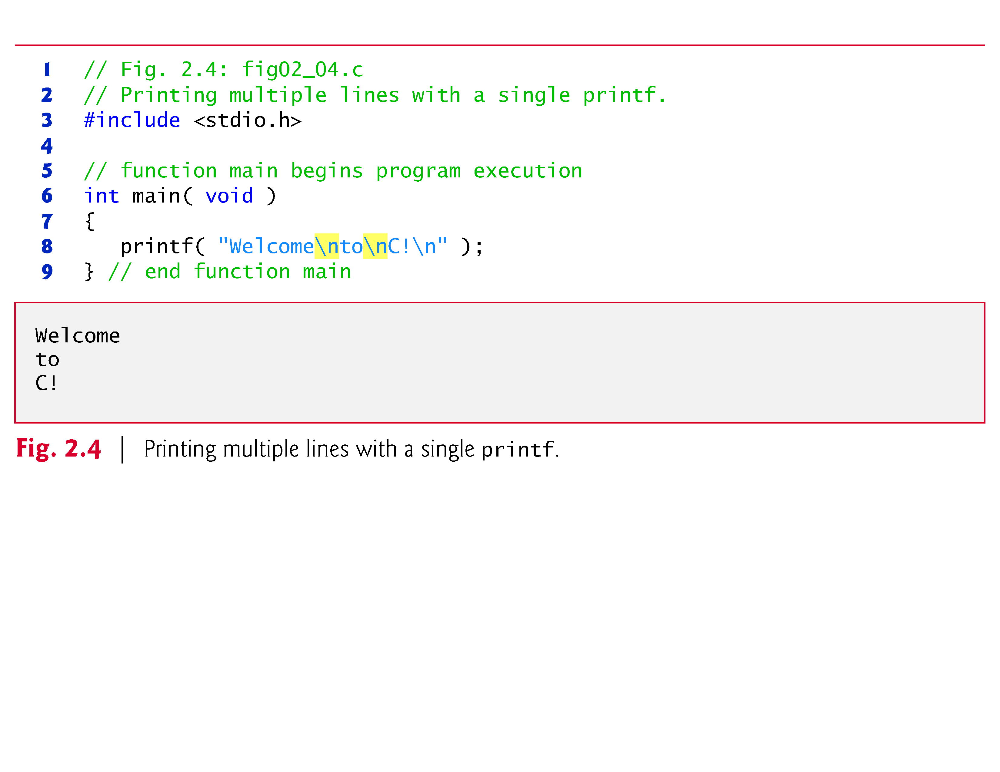 1 // Fig. 2.4: fig02_04.c
2 // Printing multiple lines with a single printf.
3 #include <stdio.h>
4
5 // function main begins program execution
6 int main( void )
7 {
8    printf( "Welcome\nto\nC!\n" );
9 } // end function main
Welcome
to
C!
Fig. 2.4 | Printing multiple lines with a single printf.